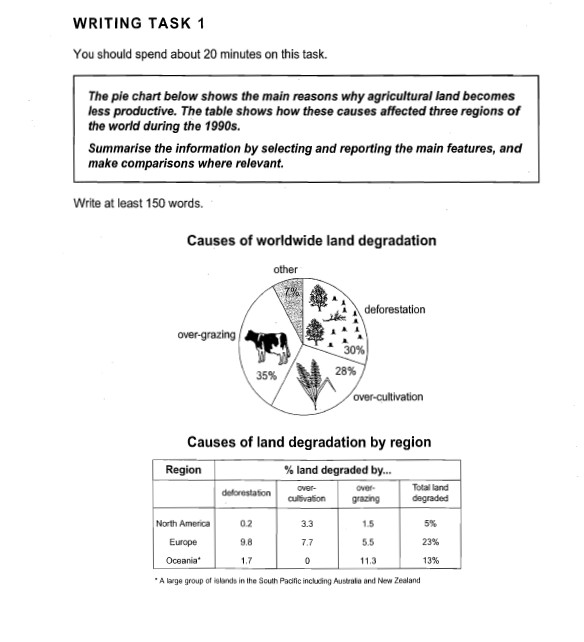 WRITING TASK 1
You should spend about 20 minutes on this task.
The pie chart below shows the main reasons why agricultural land becomes
less productive. The table shows how these causes affected three regions of
the world during the 1990s.
Summarise the information by selecting and reporting the main features, and
make comparisons where relevant.
Write at least 150 words.
Causes of worldwide land degradation
other
7%
deforestation
over-grazing
30%
35%
28%
over-cultivation
Causes of land degradation by region
Region % land degraded by...
deforestation over-cultivation over-grazing Total land degraded
North America 0.2 3.3 1.5 5%
Europe 9.8 7.7 5.5 23%
Oceania* 1.7 0 11.3 13%
* A large group of islands in the South Pacific including Australia and New Zealand